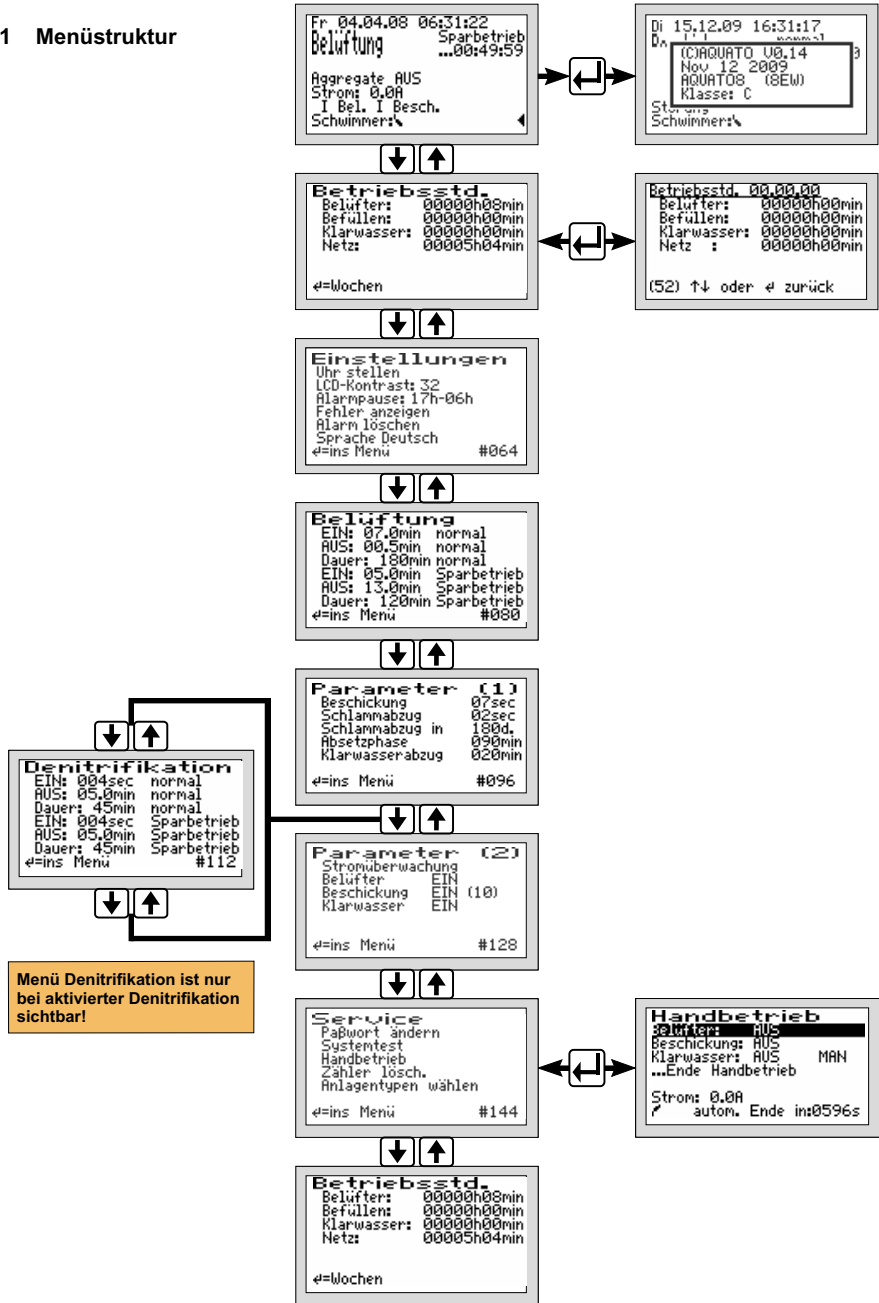 1 Menüstruktur
Fr 04.04.08 06:31:22
Belüftung Sparbetrieb
...00:49:59
Aggregate AUS
Strom: 0.0A
I Bel. I Besch.
Schwimmer:
Di 15.12.09 16:31:17
(C)AQUATO V0.14
Nov 12 2009
AQUATO8 (8EW)
Klasse: C
Störung
Schwimmer:
Betriebsstd.
Belüfter: 00000h08min
Befüllen: 00000h00min
Klarwasser: 00000h00min
Netz: 00005h04min
↵=Wochen
Betriebsstd. 00.00.00
Belüfter: 00000h00min
Befüllen: 00000h00min
Klarwasser: 00000h00min
Netz : 00000h00min
(52) ↑↓ oder ↵ zurück
Einstellungen
Uhr stellen
LCD-Kontrast: 32
Alarmpause: 17h-06h
Fehler anzeigen
Alarm löschen
Sprache Deutsch
↵=ins Menü #064
Belüftung
EIN: 07.0min normal
AUS: 00.5min normal
Dauer: 180min normal
EIN: 05.0min Sparbetrieb
AUS: 13.0min Sparbetrieb
Dauer: 120min Sparbetrieb
↵=ins Menü #080
Parameter (1)
Beschickung 07sec
Schlammabzug 02sec
Schlammabzug in 180d.
Absetzphase 090min
Klarwasserabzug 020min
↵=ins Menü #096
Denitrifikation
EIN: 004sec normal
AUS: 05.0min normal
Dauer: 45min normal
EIN: 004sec Sparbetrieb
AUS: 05.0min Sparbetrieb
Dauer: 45min Sparbetrieb
↵=ins Menü #112
Menü Denitrifikation ist nur
bei aktivierter Denitrifikation
sichtbar!
Parameter (2)
Stromüberwachung
Belüfter EIN
Beschickung EIN (10)
Klarwasser EIN
↵=ins Menü #128
Service
Paßwort ändern
Systemtest
Handbetrieb
Zähler lösch.
Anlagentypen wählen
↵=ins Menü #144
Handbetrieb
Belüfter: AUS
Beschickung: AUS
Klarwasser: AUS MAN
...Ende Handbetrieb
Strom: 0.0A
autom. Ende in:0596s
Betriebsstd.
Belüfter: 00000h08min
Befüllen: 00000h00min
Klarwasser: 00000h00min
Netz: 00005h04min
↵=Wochen